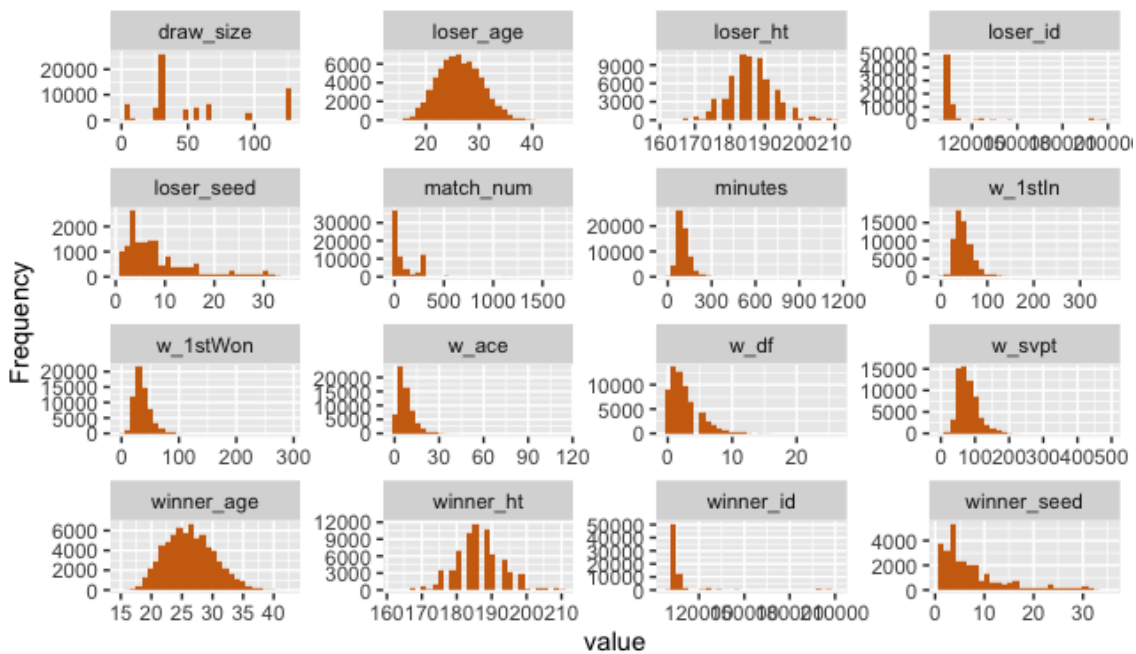 draw_size loser_age loser_ht loser_id
20000 6000 9000 50000
10000 4000 6000 40000
0 2000 3000 30000
0 0 20000
10000
0
0 50 100 20 30 40 160 170 180 190 200 210
loser_seed match_num minutes w_1stIn
2000 30000 20000 15000
1000 20000 10000 10000
0 10000 0 5000
0 0
0 10 20 30 0 500 1000 1500 0 300 600 900 1200 0 100 200 300
Frequency
w_1stWon w_ace w_df w_svpt
20000 20000 10000 15000
15000 10000 5000 10000
10000 0 0 5000
5000 0
0
0 100 200 300 0 30 60 90 120 0 10 20 0 100 200 300 400 500
winner_age winner_ht winner_id winner_seed
6000 12000 50000 4000
4000 9000 40000 2000
2000 6000 30000 0
0 3000 20000
0 10000
0
15 20 25 30 35 40 160 170 180 190 200 210 0 10 20 30
value